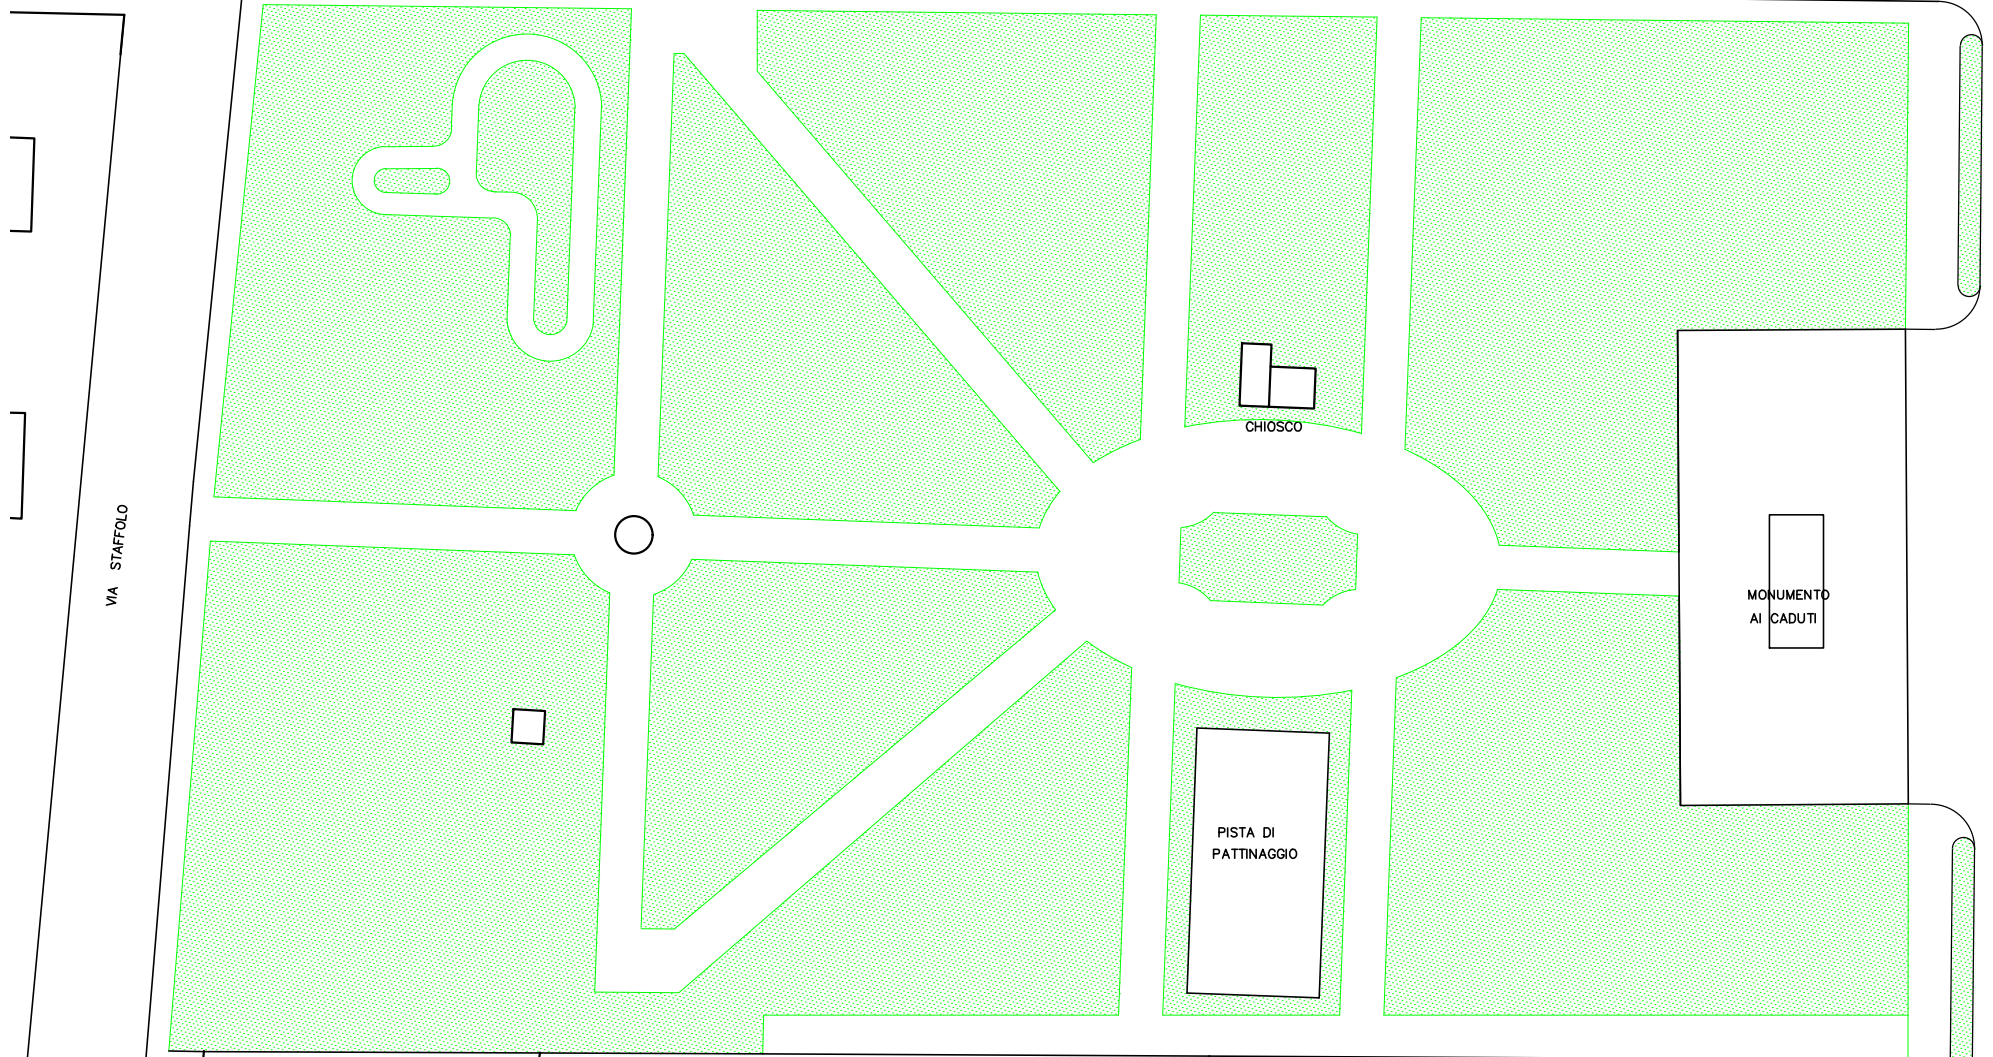 VIA STAFFOLO
CHIOSCO
MONUMENTO
AI CADUTI
PISTA DI
PATTINAGGIO